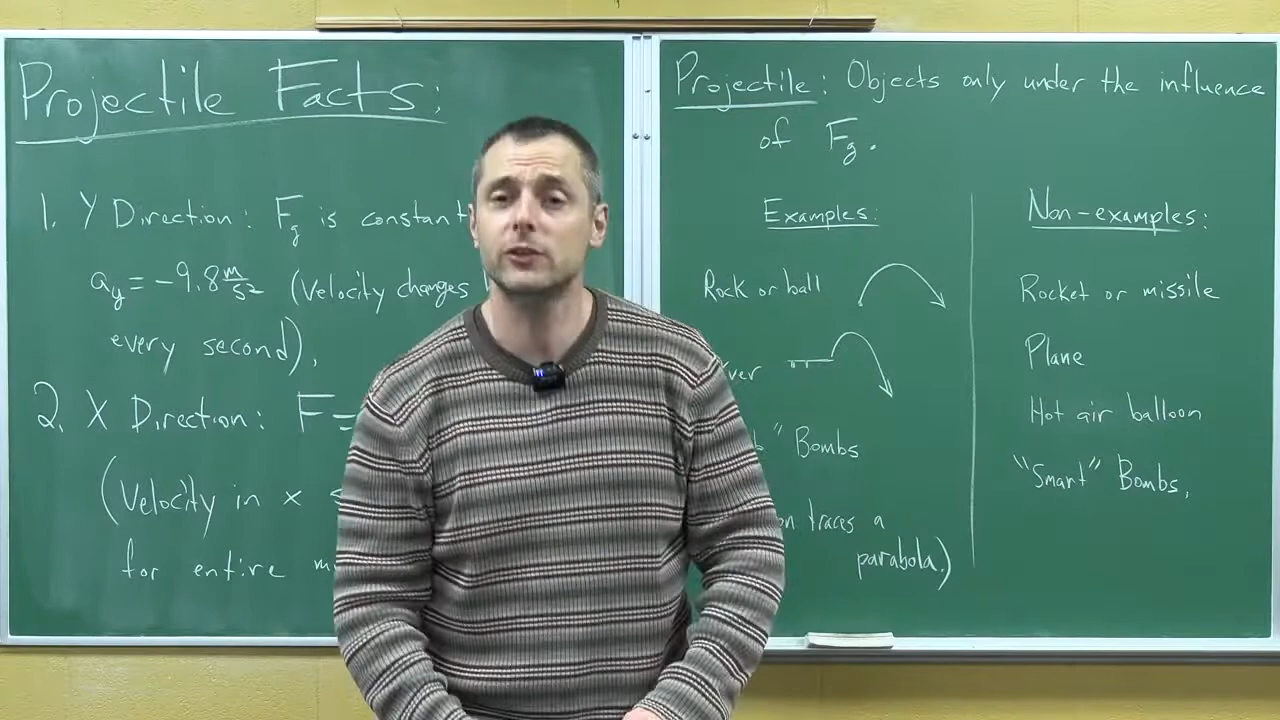 Projectile Facts:
1. Y Direction: Fg is constant
ay = -9.8 m/s² (Velocity changes
every second).
2. X Direction: F=
(Velocity in x
for entire
Projectile: Objects only under the influence
of Fg.
Examples:
Rock or ball
Bombs
traces a
parabola.)
Non-examples:
Rocket or missile
Plane
Hot air balloon
"Smart" Bombs.